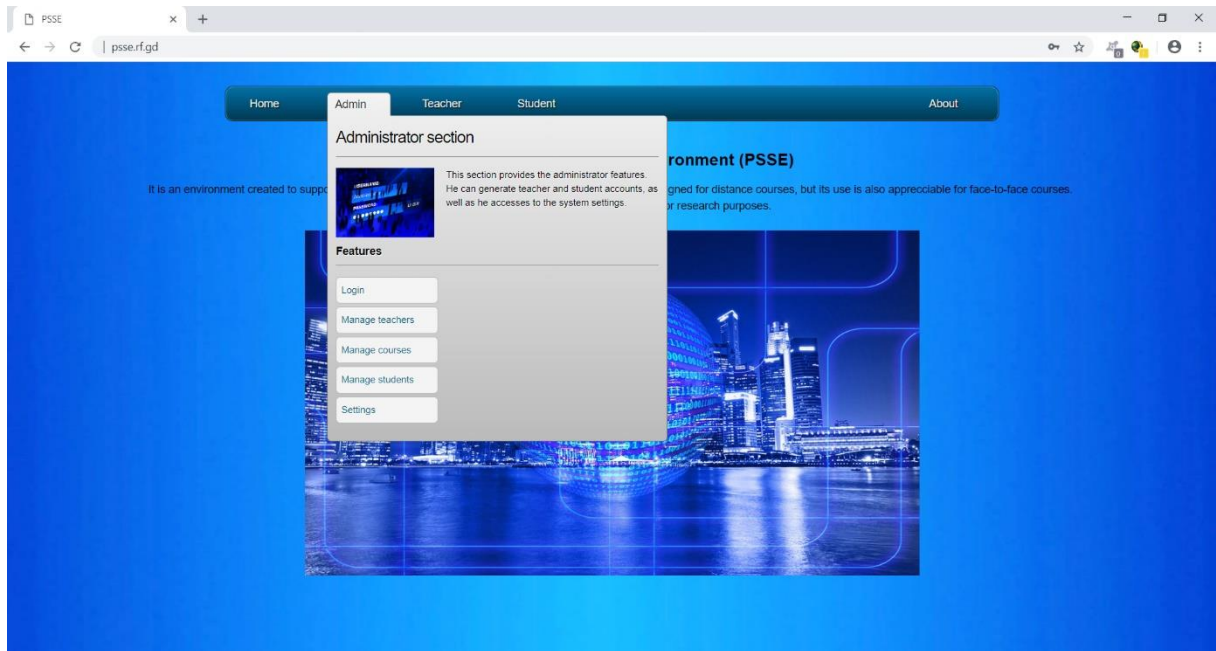 PSSE
psse.rf.gd
Home Admin Teacher Student About
Administrator section
ronment (PSSE)
This section provides the administrator features.
It is an environment created to suppo He can generate teacher and student accounts, as gned for distance courses, but its use is also apprecciable for face-to-face courses.
well as he accesses to the system settings. or research purposes.
Features
Login
Manage teachers
Manage courses
Manage students
Settings